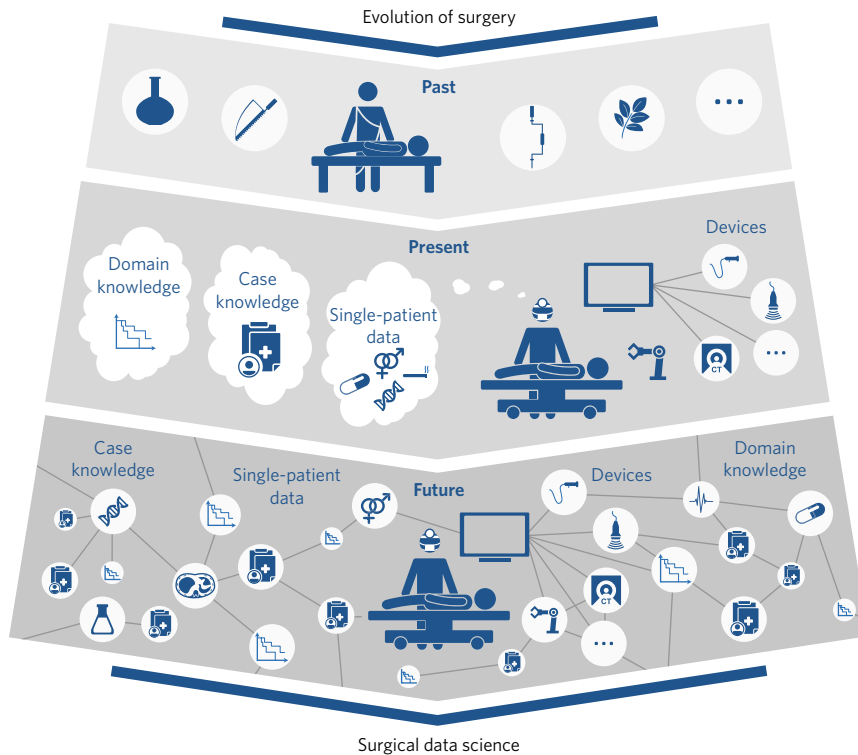 Evolution of surgery
Past
...
Present
Devices
Domain
knowledge
Case
knowledge
Single-patient
data
CT
...
Future
Case
knowledge
Single-patient
data
Devices
Domain
knowledge
CT
...
Surgical data science